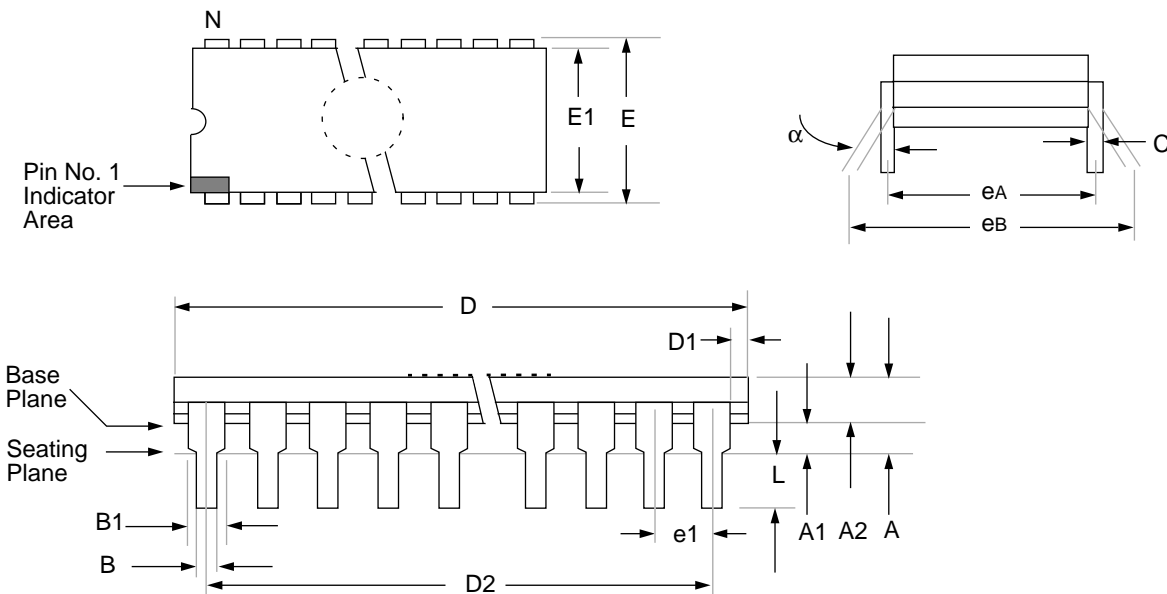 N
E1
E
Pin No. 1
Indicator
Area
α
C
eA
eB
D
D1
Base
Plane
Seating
Plane
L
B1
e1
A1
A2
A
B
D2